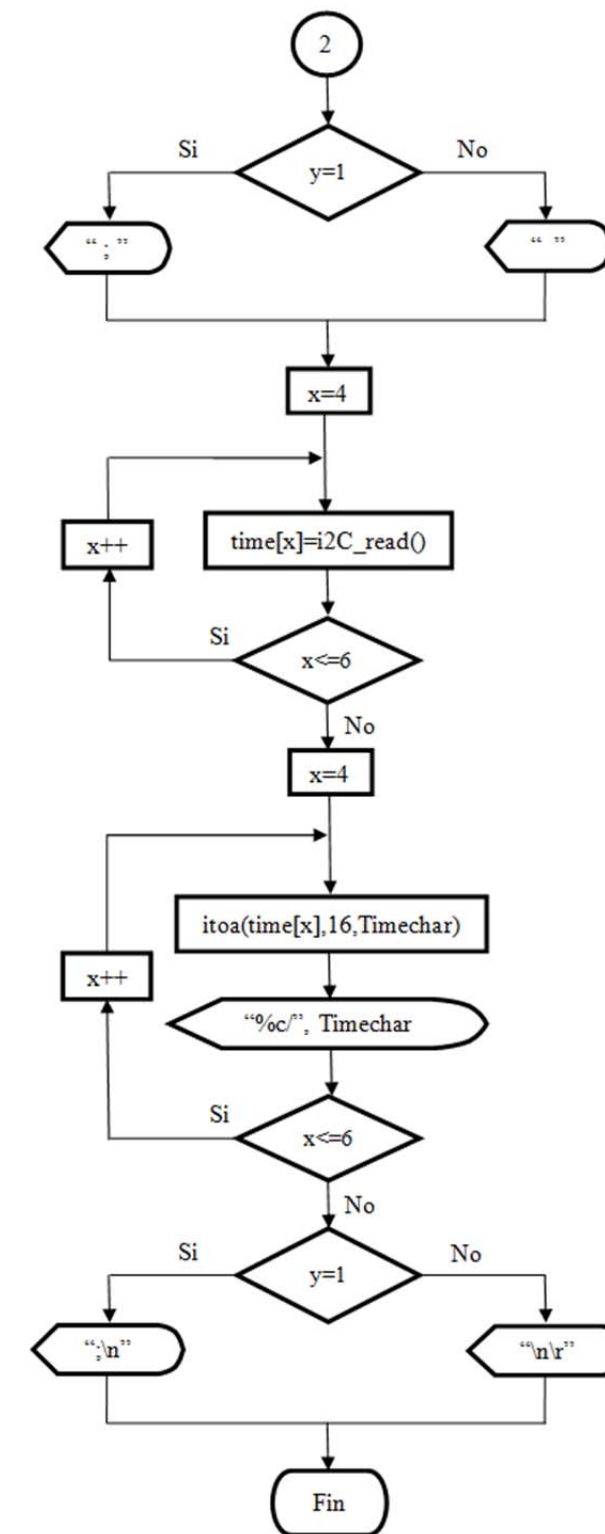 2
Si
No
y=1
“ ; ”
“ ”
x=4
x++
time[x]=i2C_read()
Si
x<=6
No
x=4
itoa(time[x],16,Timechar)
x++
“%c/”, Timechar
Si
x<=6
No
Si
No
y=1
“;\n”
“\n\r”
Fin